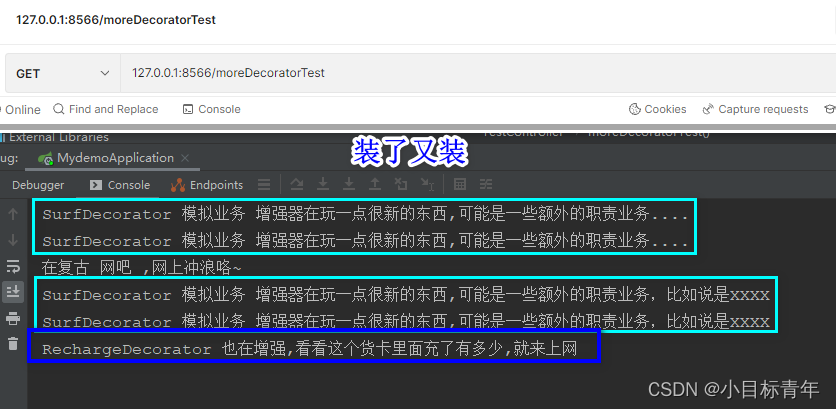 127.0.0.1:8566/moreDecoratorTest
GET 127.0.0.1:8566/moreDecoratorTest
Online Find and Replace Console Cookies Capture requests
External Libraries
装了又装
ug: MydemoApplication
Debugger Console Endpoints
SurfDecorator 模拟业务 增强器在玩一点很新的东西,可能是一些额外的职责业务....
SurfDecorator 模拟业务 增强器在玩一点很新的东西,可能是一些额外的职责业务....
在复古 网吧 ,网上冲浪咯~
SurfDecorator 模拟业务 增强器在玩一点很新的东西,可能是一些额外的职责业务, 比如说是XXXX
SurfDecorator 模拟业务 增强器在玩一点很新的东西,可能是一些额外的职责业务, 比如说是XXXX
RechargeDecorator 也在增强,看看这个货卡里面充了有多少,就来上网
CSDN @小目标青年